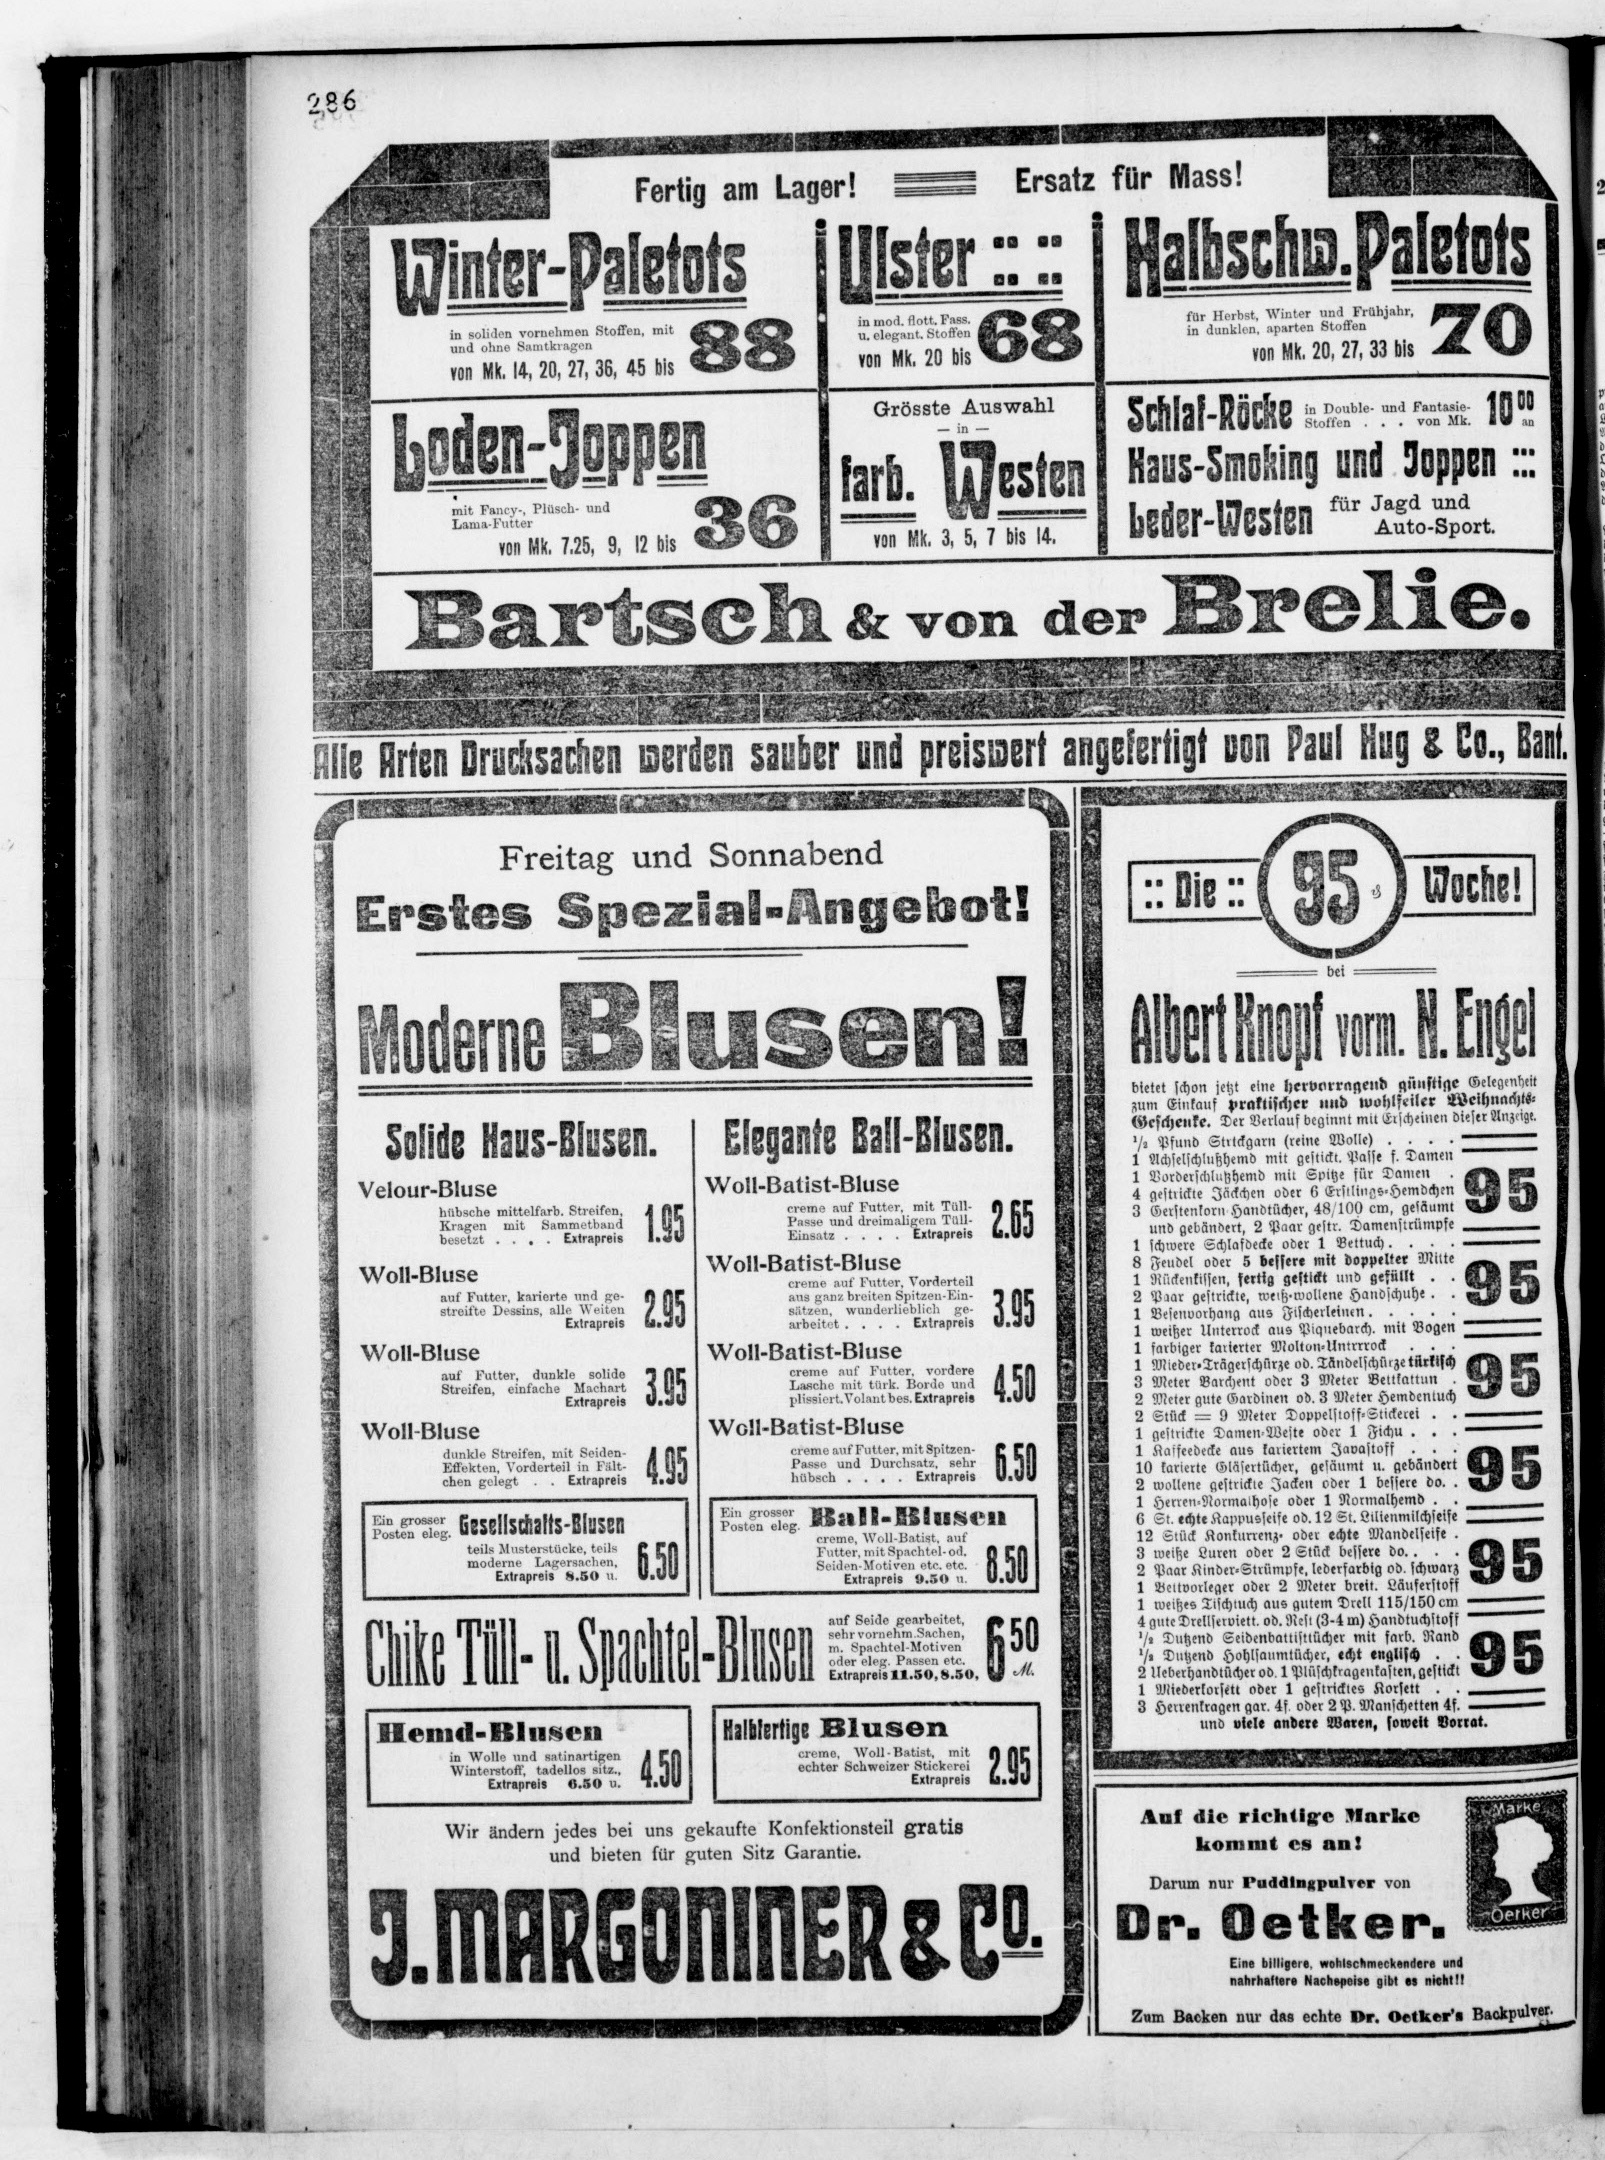 286
Fertig am Lager! Ersatz für Mass!
Winter-Paletots
in soliden vornehmen Stoffen, mit
und ohne Samtkragen
von Mk. 14, 20, 27, 36, 45 bis 88
Ulster :: ::
in mod. flott. Fass.
u. elegant. Stoffen
von Mk. 20 bis 68
Halbschw. Paletots
für Herbst, Winter und Frühjahr,
in dunklen, aparten Stoffen
von Mk. 20, 27, 33 bis 70
Loden-Joppen
mit Fancy-, Plüsch- und
Lama-Futter
von Mk. 7.25, 9, 12 bis 36
Grösste Auswahl
— in —
farb. Westen
von Mk. 3, 5, 7 bis 14.
Schlaf-Röcke in Double- und Fantasie-
Stoffen . . . von Mk. 10 00 an
Haus-Smoking und Joppen :::
Leder-Westen für Jagd und
Auto-Sport.
Bartsch & von der Brelie.
Alle Arten Drucksachen werden sauber und preiswert angefertigt von Paul Hug & Co., Bant.
Freitag und Sonnabend
Erstes Spezial-Angebot!
Moderne Blusen!
Solide Haus-Blusen.
Velour-Bluse
hübsche mittelfarb. Streifen,
Kragen mit Sammetband
besetzt . . . . Extrapreis 1.95
Woll-Bluse
auf Futter, karierte und ge-
streifte Dessins, alle Weiten
Extrapreis 2.95
Woll-Bluse
auf Futter, dunkle solide
Streifen, einfache Machart
Extrapreis 3.95
Woll-Bluse
dunkle Streifen, mit Seiden-
Effekten, Vorderteil in Fält-
chen gelegt . . Extrapreis 4.95
Ein grosser
Posten eleg. Gesellschafts-Blusen
teils Musterstücke, teils
moderne Lagersachen,
Extrapreis 8.50 u. 6.50
Elegante Ball-Blusen.
Woll-Batist-Bluse
creme auf Futter, mit Tüll-
Passe und dreimaligem Tüll-
Einsatz . . . . Extrapreis 2.65
Woll-Batist-Bluse
creme auf Futter, Vorderteil
aus ganz breiten Spitzen-Ein-
sätzen, wunderlieblich ge-
arbeitet . . . . Extrapreis 3.95
Woll-Batist-Bluse
creme auf Futter, vordere
Lasche mit türk. Borde und
plissiert. Volant bes. Extrapreis 4.50
Woll-Batist-Bluse
creme auf Futter, mit Spitzen-
Passe und Durchsatz, sehr
hübsch . . . . Extrapreis 6.50
Ein grosser
Posten eleg. Ball-Blusen
creme, Woll-Batist, auf
Futter, mit Spachtel- od.
Seiden-Motiven etc. etc.
Extrapreis 9.50 u. 8.50
Chike Tüll- u. Spachtel-Blusen
auf Seide gearbeitet,
sehr vornehm. Sachen,
m. Spachtel-Motiven
oder eleg. Passen etc.
Extrapreis 11.50, 8.50, 6 50 M.
Hemd-Blusen
in Wolle und satinartigen
Winterstoff, tadellos sitz.,
Extrapreis 6.50 u. 4.50
Halbfertige Blusen
creme, Woll-Batist, mit
echter Schweizer Stickerei
Extrapreis 2.95
Wir ändern jedes bei uns gekaufte Konfektionsteil gratis
und bieten für guten Sitz Garantie.
J. MARGONINER & Co.
:: Die :: 95 ₰ Woche!
bei
Albert Knopf vorm. N. Engel
bietet schon jetzt eine hervorragend günstige Gelegenheit
zum Einkauf praktischer und wohlfeiler Weihnachts-
Geschenke. Der Verlauf beginnt mit Erscheinen dieser Anzeige.
1/2 Pfund Strickgarn (reine Wolle) . . . .
1 Achselschlußhemd mit gestickt. Passe f. Damen
1 Vorderschlußhemd mit Spitze für Damen .
4 gestrickte Jäckchen oder 6 Erstlings-Hemdchen
3 Gerstenkorn-Handtücher, 48/100 cm, gesäumt
und gebändert, 2 Paar gestr. Damenstrümpfe
95
1 schwere Schlafdecke oder 1 Bettuch . . . .
8 Feudel oder 5 bessere mit doppelter Mitte
1 Rückenkissen, fertig gestickt und gefüllt . .
2 Paar gestrickte, weiß-wollene Handschuhe . .
1 Besenvorhang aus Fischerleinen . . . . .
95
1 weißer Unterrock aus Piquebarch. mit Bogen
1 farbiger karierter Molton-Unterrock . . .
1 Mieder-Trägerschürze od. Tändelschürze türkisch
3 Meter Barchent oder 3 Meter Bettkattun .
2 Meter gute Gardinen od. 3 Meter Hemdentuch
95
2 Stück = 9 Meter Doppelstoff-Stickerei . .
1 gestrickte Damen-Weste oder 1 Fichu . . .
1 Kaffeedecke aus kariertem Javastoff . . .
10 karierte Gläsertücher, gesäumt u. gebändert
2 wollene gestrickte Jacken oder 1 bessere do. .
95
1 Herren-Normalhose oder 1 Normalhemd . .
6 St. echte Kappusseife od. 12 St. Lilienmilchseife
12 Stück Konkurrenz- oder echte Mandelseife .
3 weiße Luren oder 2 Stück bessere do. . . .
2 Paar Kinder-Strümpfe, lederfarbig od. schwarz
1 Bettvorleger oder 2 Meter breit. Läuferstoff
95
1 weißes Tischtuch aus gutem Drell 115/150 cm
4 gute Drellserviett. od. Rest (3-4 m) Handtuchstoff
1/2 Dutzend Seidenbattisttücher mit farb. Rand
1/2 Dutzend Hohlsaumtücher, echt englisch . .
2 Ueberhandtücher od. 1 Plüschkragenkasten, gestickt
1 Miederkorsett oder 1 gestricktes Korsett . .
95
3 Herrenkragen gar. 4f. oder 2 P. Manschetten 4f.
und viele andere Waren, soweit Vorrat.
Auf die richtige Marke
kommt es an!
Darum nur Puddingpulver von
Dr. Oetker.
Marke
Oetker
Eine billigere, wohlschmeckendere und
nahrhaftere Nachspeise gibt es nicht!!
Zum Backen nur das echte Dr. Oetker's Backpulver.